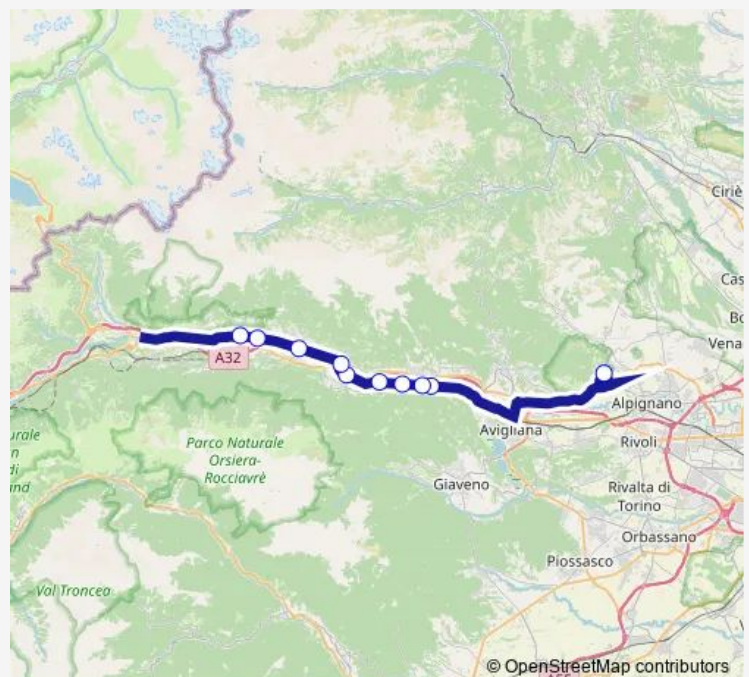 Ciriè
Cas
Bo
Vena
A32
Alpignano
Avigliana
Rivoli
urale
n
di
and
Parco Naturale
Orsiera-
Rocciavrè
Giaveno
Rivalta di
Torino
Orbassano
Piossasco
Val Troncea
© OpenStreetMap contributors